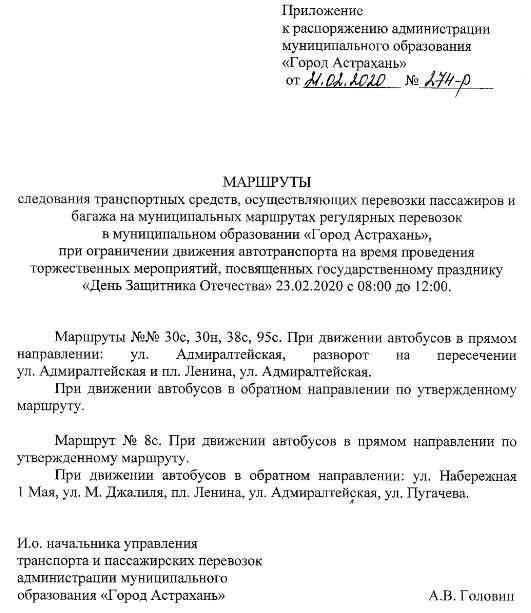 Приложение
к распоряжению администрации
муниципального образования
«Город Астрахань»
от 21.02.2020 № 274-р
МАРШРУТЫ
следования транспортных средств, осуществляющих перевозки пассажиров и
багажа на муниципальных маршрутах регулярных перевозок
в муниципальном образовании «Город Астрахань»,
при ограничении движения автотранспорта на время проведения
торжественных мероприятий, посвященных государственному празднику
«День Защитника Отечества» 23.02.2020 с 08:00 до 12:00.
Маршруты №№ 30с, 30н, 38с, 95с. При движении автобусов в прямом
направлении: ул. Адмиралтейская, разворот на пересечении
ул. Адмиралтейская и пл. Ленина, ул. Адмиралтейская.
При движении автобусов в обратном направлении по утвержденному
маршруту.
Маршрут № 8с. При движении автобусов в прямом направлении по
утвержденному маршруту.
При движении автобусов в обратном направлении: ул. Набережная
1 Мая, ул. М. Джалиля, пл. Ленина, ул. Адмиралтейская, ул. Пугачева.
И.о. начальника управления
транспорта и пассажирских перевозок
администрации муниципального
образования «Город Астрахань» А.В. Головин